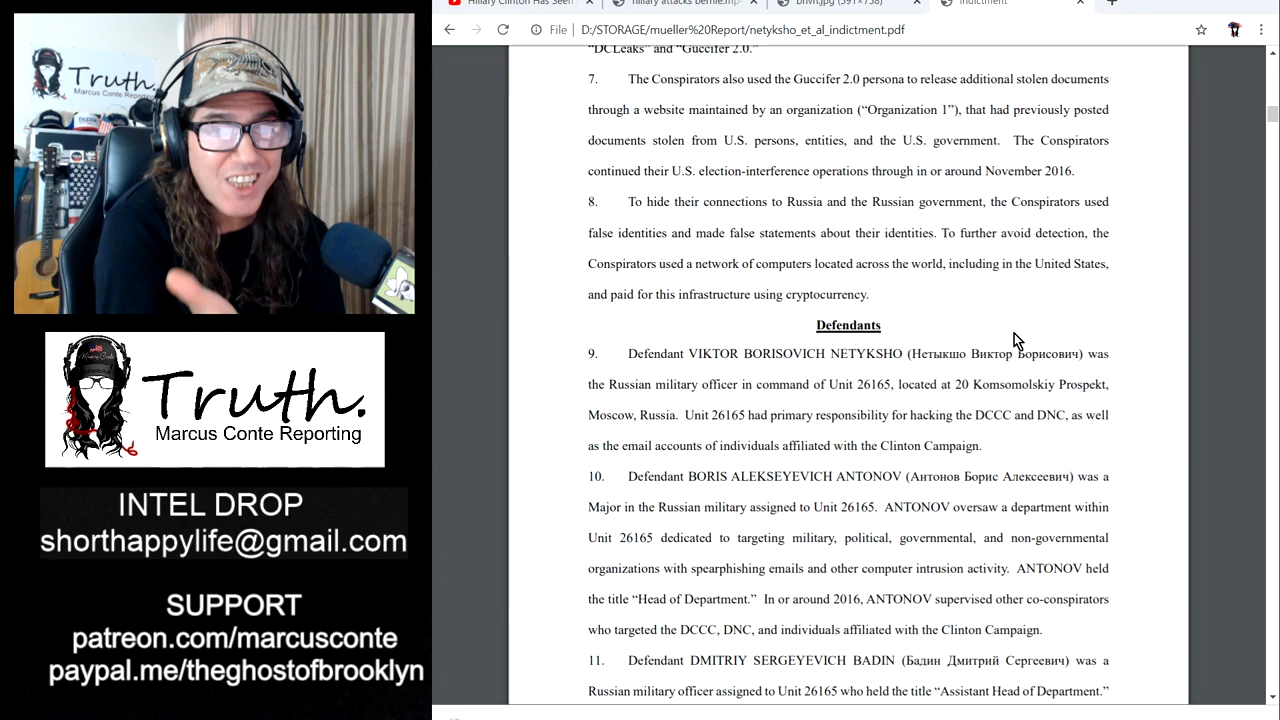 Truth.
Marcus Conte Reporting
Truth.
Marcus Conte Reporting
INTEL DROP
shorthappylife@gmail.com
SUPPORT
patreon.com/marcusconte
paypal.me/theghostofbrooklyn
Hillary Clinton Has Seen
hillary attacks bernie.mp
bhvh.jpg (591×758)
indictment
File | D:/STORAGE/mueller%20Report/netyksho_et_al_indictment.pdf
“DCLeaks” and “Guccifer 2.0.”
7. The Conspirators also used the Guccifer 2.0 persona to release additional stolen documents
through a website maintained by an organization (“Organization 1”), that had previously posted
documents stolen from U.S. persons, entities, and the U.S. government. The Conspirators
continued their U.S. election-interference operations through in or around November 2016.
8. To hide their connections to Russia and the Russian government, the Conspirators used
false identities and made false statements about their identities. To further avoid detection, the
Conspirators used a network of computers located across the world, including in the United States,
and paid for this infrastructure using cryptocurrency.
Defendants
9. Defendant VIKTOR BORISOVICH NETYKSHO (Нетыкшо Виктор Борисович) was
the Russian military officer in command of Unit 26165, located at 20 Komsomolskiy Prospekt,
Moscow, Russia. Unit 26165 had primary responsibility for hacking the DCCC and DNC, as well
as the email accounts of individuals affiliated with the Clinton Campaign.
10. Defendant BORIS ALEKSEYEVICH ANTONOV (Антонов Борис Алексеевич) was a
Major in the Russian military assigned to Unit 26165. ANTONOV oversaw a department within
Unit 26165 dedicated to targeting military, political, governmental, and non-governmental
organizations with spearphishing emails and other computer intrusion activity. ANTONOV held
the title “Head of Department.” In or around 2016, ANTONOV supervised other co-conspirators
who targeted the DCCC, DNC, and individuals affiliated with the Clinton Campaign.
11. Defendant DMITRIY SERGEYEVICH BADIN (Бадин Дмитрий Сергеевич) was a
Russian military officer assigned to Unit 26165 who held the title “Assistant Head of Department.”